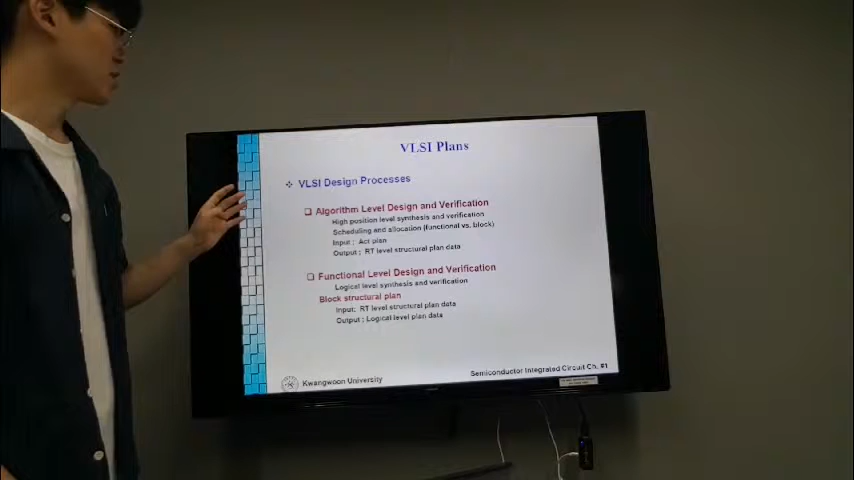 VLSI Plans
VLSI Design Processes
Algorithm Level Design and Verification
High position level synthesis and verification
Scheduling and allocation (functional vs. block)
Input : Act plan
Output : RT level structural plan data
Functional Level Design and Verification
Logical level synthesis and verification
Block structural plan
Input: RT level structural plan data
Output : Logical level plan data
Kwangwoon University
Semiconductor Integrated Circuit Ch. #1